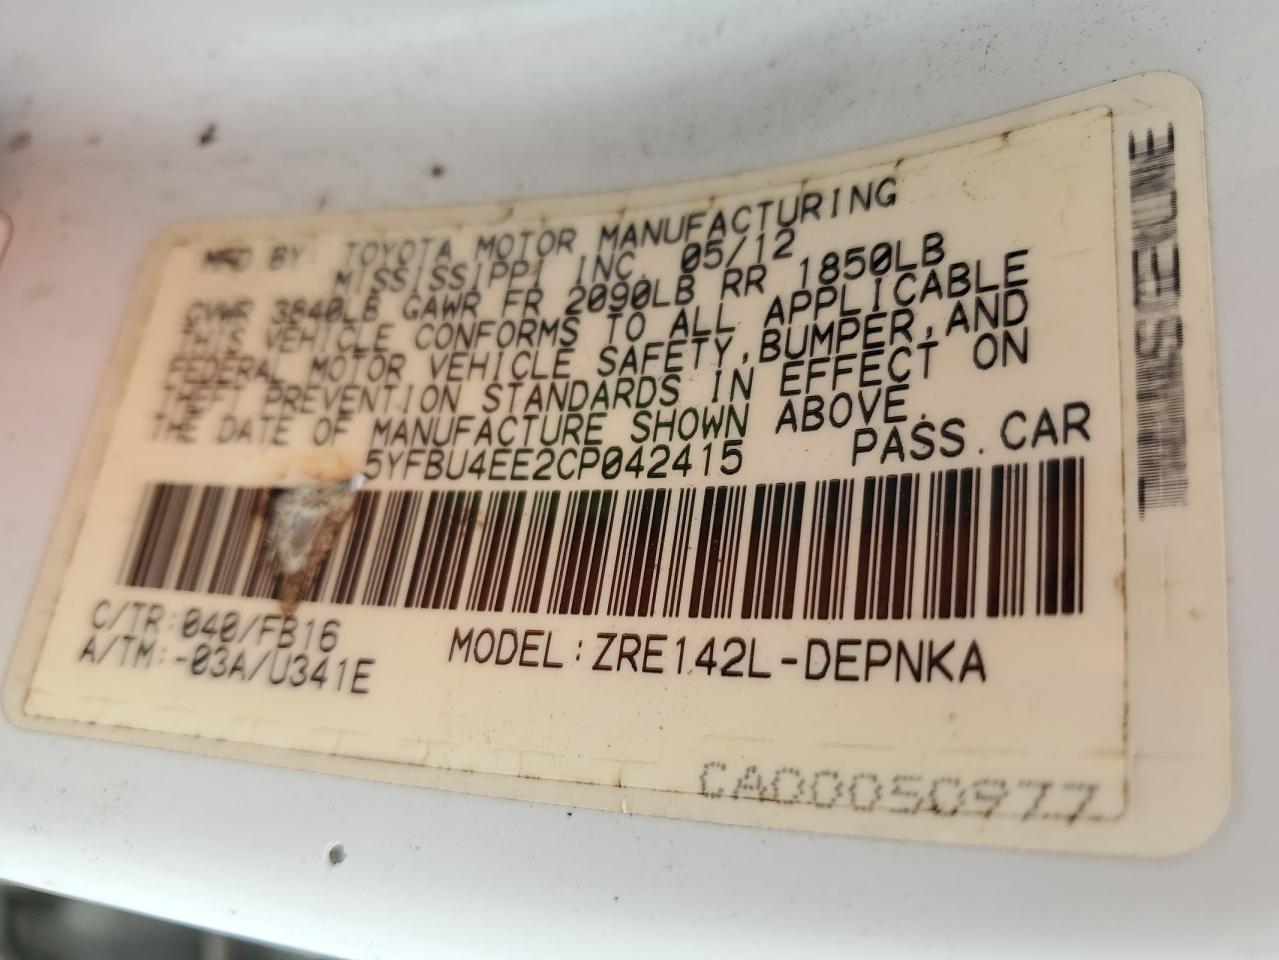 MFD BY: TOYOTA MOTOR MANUFACTURING
MISSISSIPPI INC. 05/12
GVWR 3840LB GAWR FR 2090LB RR 1850LB
THIS VEHICLE CONFORMS TO ALL APPLICABLE
FEDERAL MOTOR VEHICLE SAFETY, BUMPER, AND
THEFT PREVENTION STANDARDS IN EFFECT ON
THE DATE OF MANUFACTURE SHOWN ABOVE.
5YFBU4EE2CP042415 PASS. CAR
C/TR:040/FB16
A/TM:-03A/U341E
MODEL:ZRE142L-DEPNKA
CA00050977